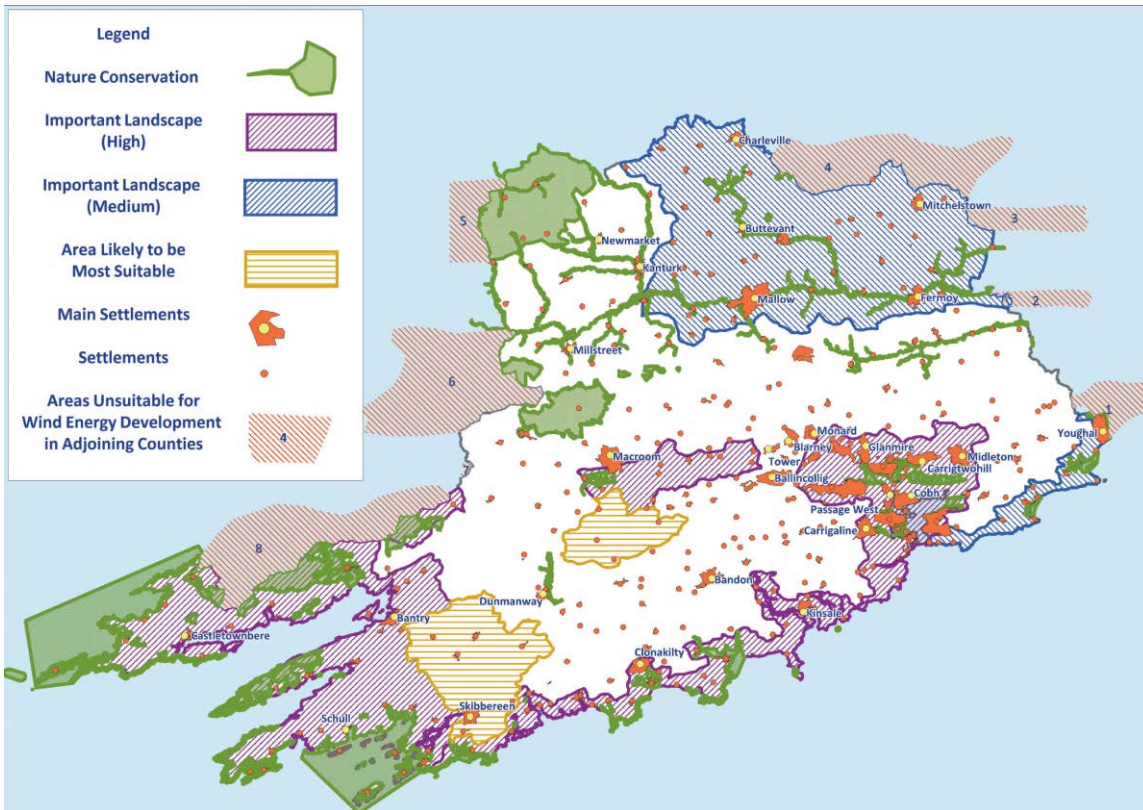 Legend
Nature Conservation
Important Landscape
(High)
Important Landscape
(Medium)
Area Likely to be
Most Suitable
Main Settlements
Settlements
Areas Unsuitable for
Wind Energy Development
in Adjoining Counties
4
Charleville
4
Mitchelstown
5
3
Buttevant
Newmarket
Kanturk
Mallow
Fermoy
2
Millstreet
6
1
Youghal
Monard
Blarney
Glanmire
Tower
Midleton
Macroom
Carrigtwohill
Ballincollig
Cobh
Passage West
Carrigaline
8
Bandon
Dunmanway
Kinsale
Bantry
Castletownbere
Clonakilty
Skibbereen
Schull